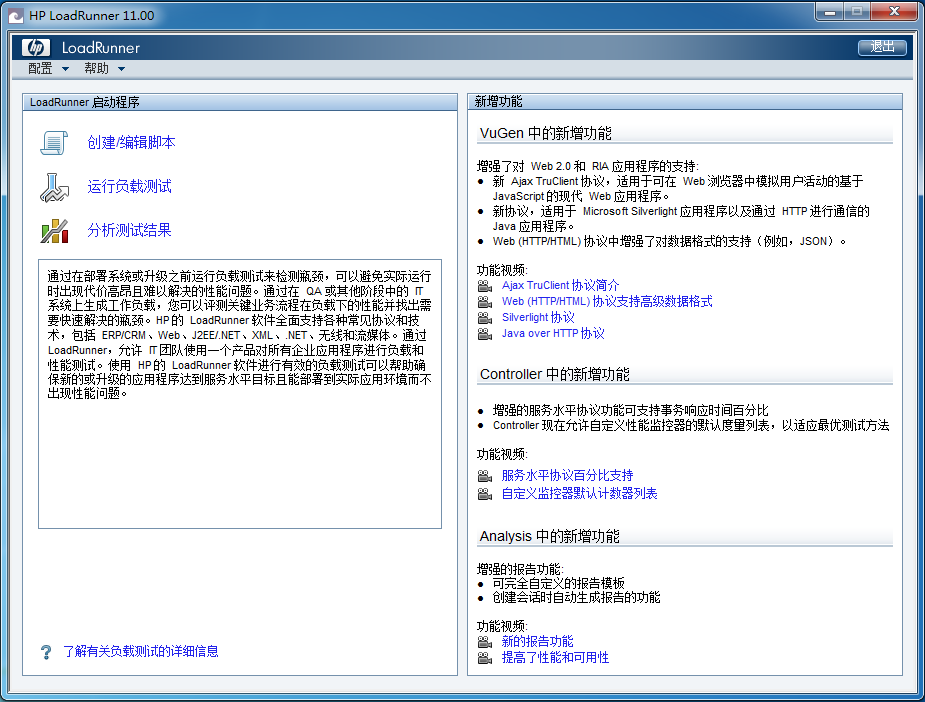 HP LoadRunner 11.00
LoadRunner
退出
配置
帮助
LoadRunner 启动程序
创建/编辑脚本
运行负载测试
分析测试结果
通过在部署系统或升级之前运行负载测试来检测瓶颈，可以避免实际运行
时出现代价高昂且难以解决的性能问题。通过在 QA 或其他阶段中的 IT
系统上生成工作负载，您可以评测关键业务流程在负载下的性能并找出需
要快速解决的瓶颈。HP 的 LoadRunner 软件全面支持各种常见协议和技
术，包括 ERP/CRM、Web、J2EE/.NET、XML、.NET、无线和流媒体。通过
LoadRunner，允许 IT 团队使用一个产品对所有企业应用程序进行负载和
性能测试。使用 HP 的 LoadRunner 软件进行有效的负载测试可以帮助确
保新的或升级的应用程序达到服务水平目标且能部署到实际应用环境而不
出现性能问题。
? 了解有关负载测试的详细信息
新增功能
VuGen 中的新增功能
增强了对 Web 2.0 和 RIA 应用程序的支持:
• 新 Ajax TruClient 协议，适用于可在 Web 浏览器中模拟用户活动的基于
JavaScript 的现代 Web 应用程序。
• 新协议，适用于 Microsoft Silverlight 应用程序以及通过 HTTP 进行通信的
Java 应用程序。
• Web (HTTP/HTML) 协议中增强了对数据格式的支持（例如，JSON）。
功能视频:
Ajax TruClient 协议简介
Web (HTTP/HTML) 协议支持高级数据格式
Silverlight 协议
Java over HTTP 协议
Controller 中的新增功能
• 增强的服务水平协议功能可支持事务响应时间百分比
• Controller 现在允许自定义性能监控器的默认度量列表，以适应最优测试方法
功能视频:
服务水平协议百分比支持
自定义监控器默认计数器列表
Analysis 中的新增功能
增强的报告功能:
• 可完全自定义的报告模板
• 创建会话时自动生成报告的功能
功能视频:
新的报告功能
提高了性能和可用性